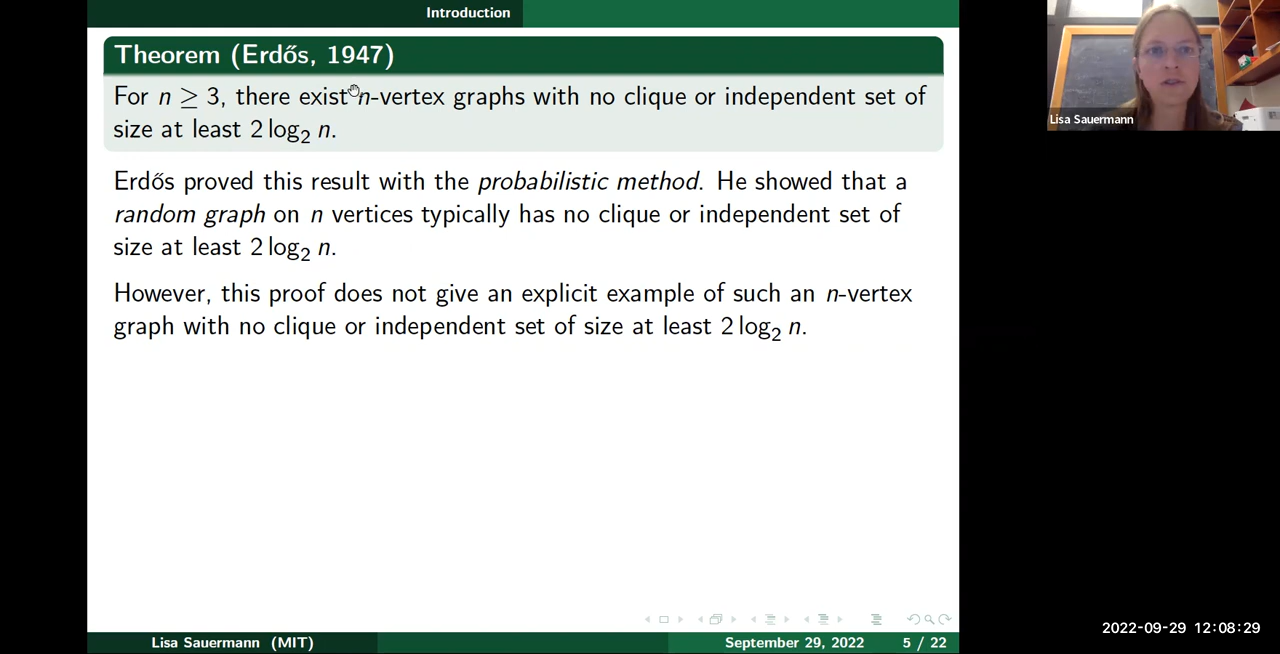 Introduction
Theorem (Erdős, 1947)
For n ≥ 3, there exist n-vertex graphs with no clique or independent set of
size at least 2 log₂ n.
Erdős proved this result with the probabilistic method. He showed that a
random graph on n vertices typically has no clique or independent set of
size at least 2 log₂ n.
However, this proof does not give an explicit example of such an n-vertex
graph with no clique or independent set of size at least 2 log₂ n.
Lisa Sauermann (MIT)
September 29, 2022
5 / 22
Lisa Sauermann
2022-09-29 12:08:29